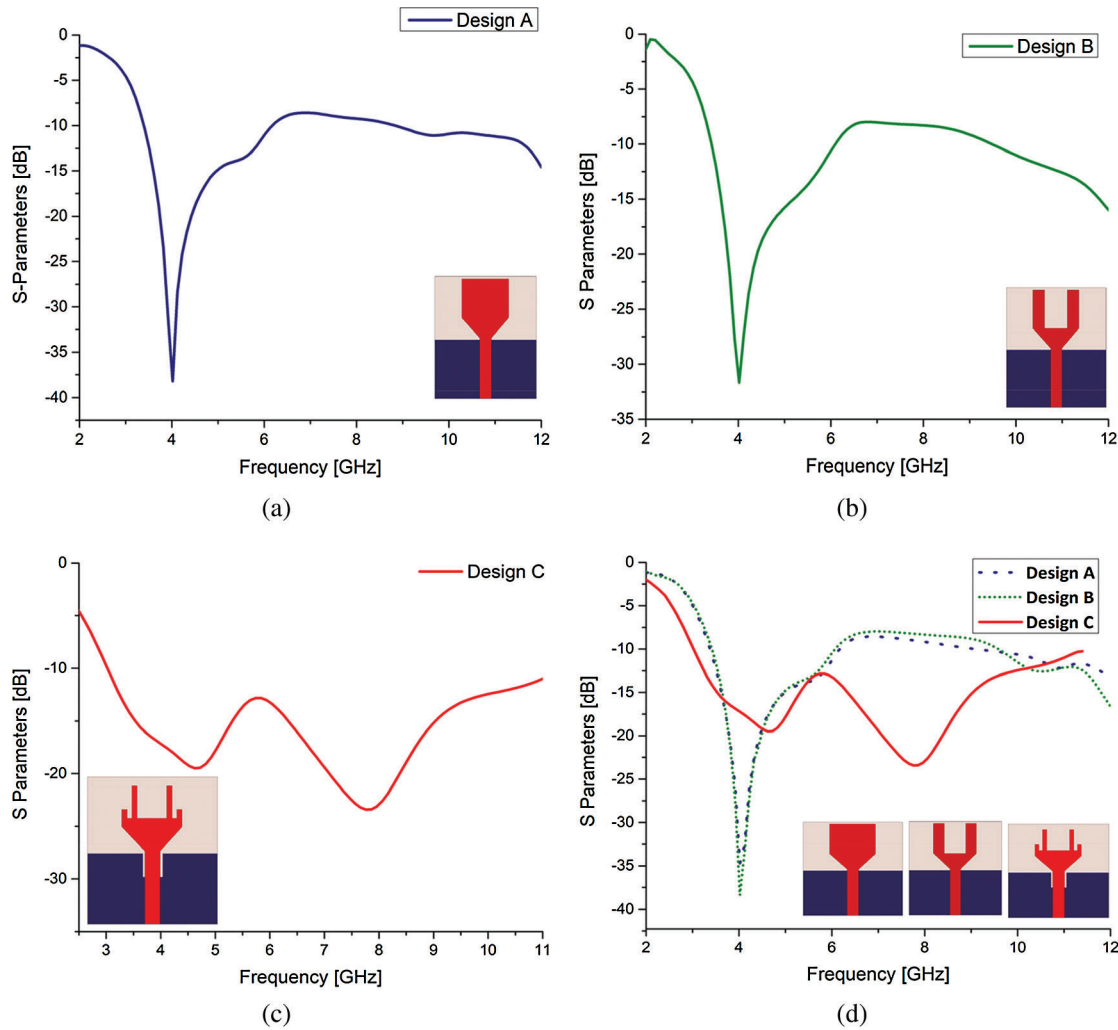 Design A
0
-5
-10
-15
-20
-25
-30
-35
-40
S-Parameters [dB]
2 4 6 8 10 12
Frequency [GHz]
(a)
Design B
0
-5
-10
-15
-20
-25
-30
-35
S Parameters [dB]
2 4 6 8 10 12
Frequency [GHz]
(b)
Design C
0
-10
-20
-30
S Parameters [dB]
3 4 5 6 7 8 9 10 11
Frequency [GHz]
(c)
Design A
Design B
Design C
0
-5
-10
-15
-20
-25
-30
-35
-40
S Parameters [dB]
2 4 6 8 10 12
Frequency [GHz]
(d)